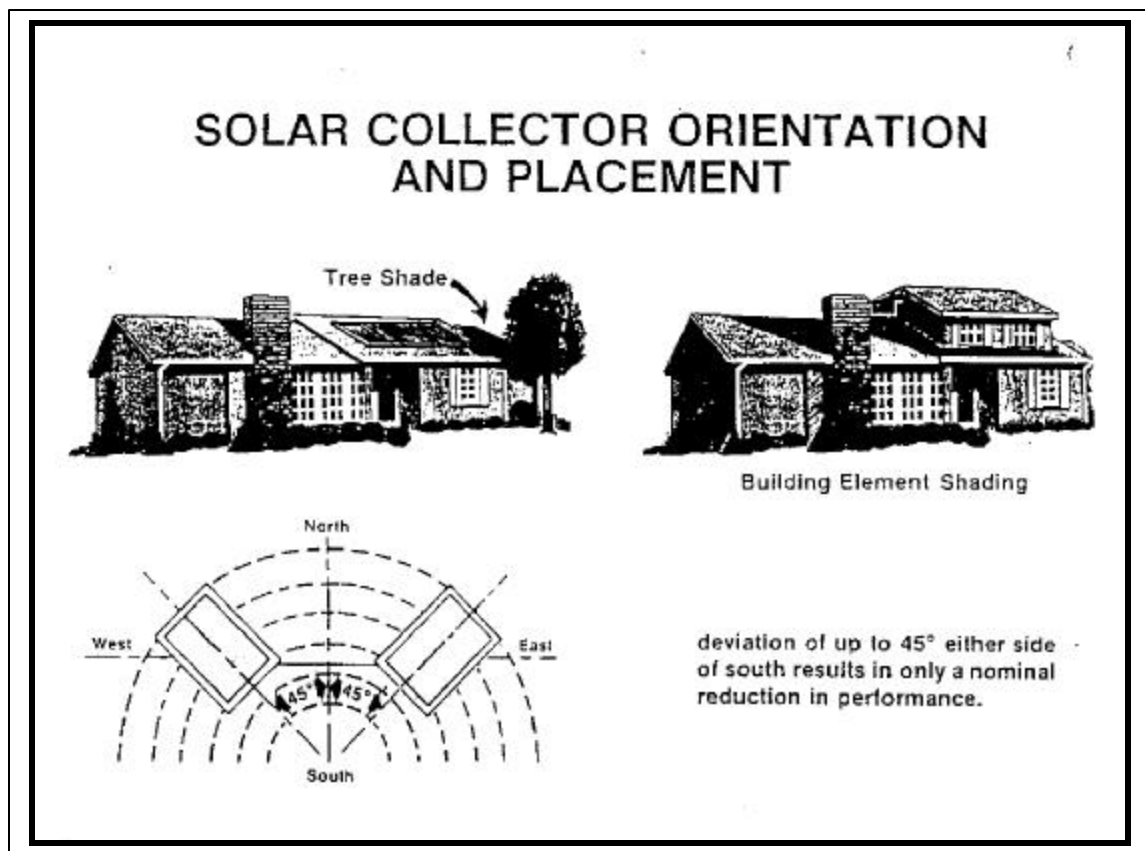 SOLAR COLLECTOR ORIENTATION
AND PLACEMENT
Tree Shade
Building Element Shading
North
West
East
45°
45°
South
deviation of up to 45° either side
of south results in only a nominal
reduction in performance.